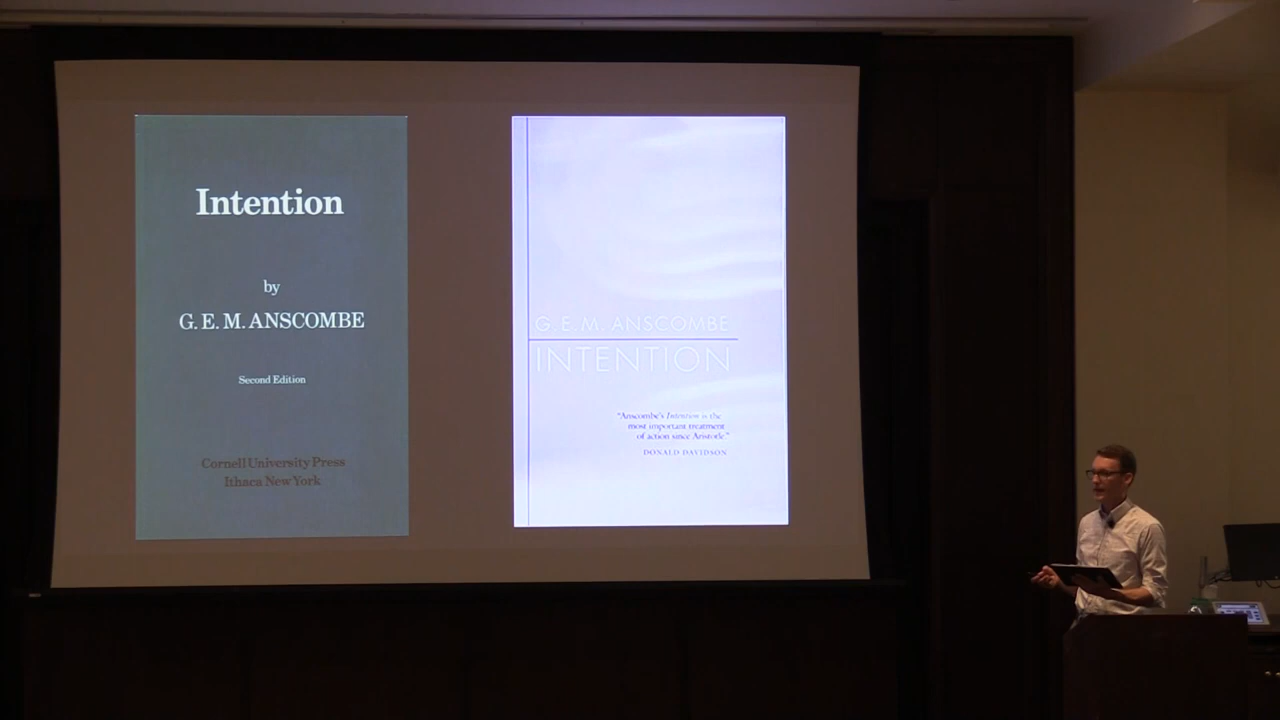 Intention
by
G. E. M. ANSCOMBE
Second Edition
Cornell University Press
Ithaca New York
G. E. M. ANSCOMBE
INTENTION
"Anscombe's Intention is the
most important treatment
of action since Aristotle."
DONALD DAVIDSON